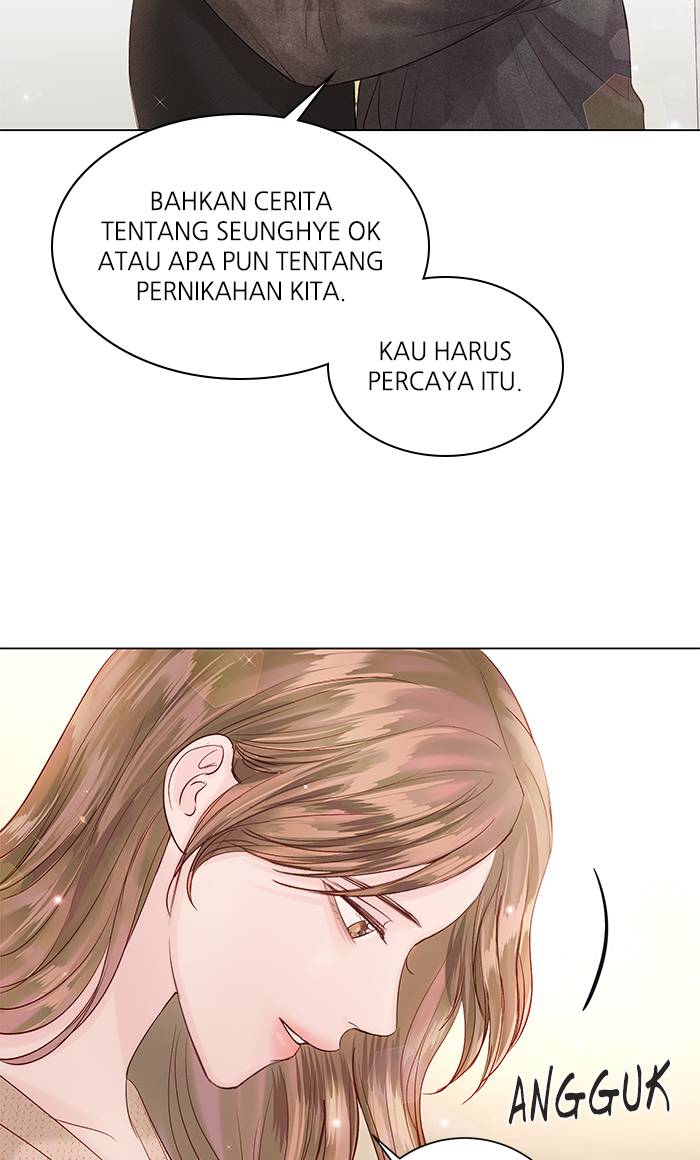 BAHKAN CERITA
TENTANG SEUNGHYE OK
ATAU APA PUN TENTANG
PERNIKAHAN KITA.
KAU HARUS
PERCAYA ITU.
ANGGUK